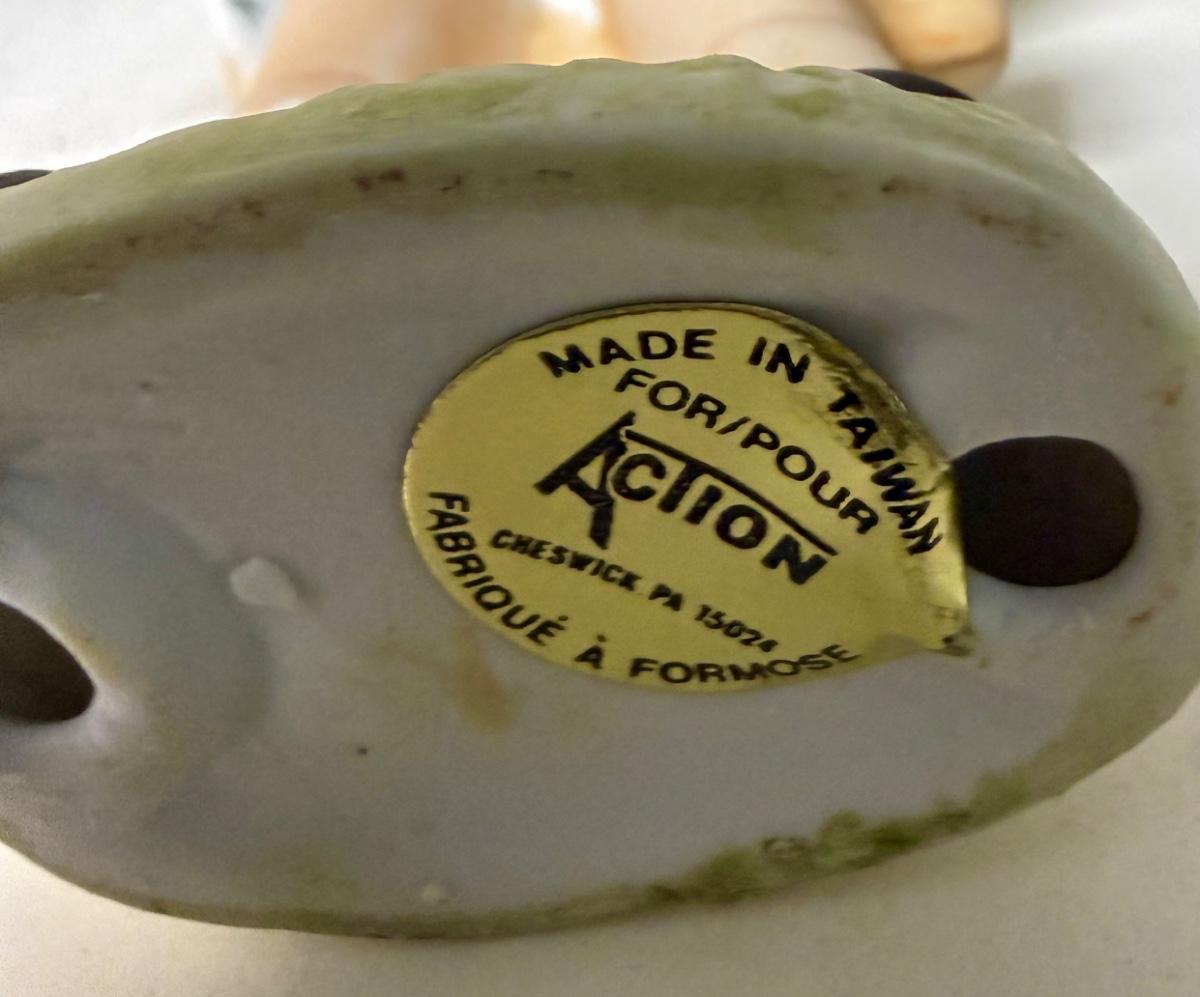 MADE IN TAIWAN
FOR/POUR
ACTION
CHESWICK PA 15024
FABRIQUÉ À FORMOSE